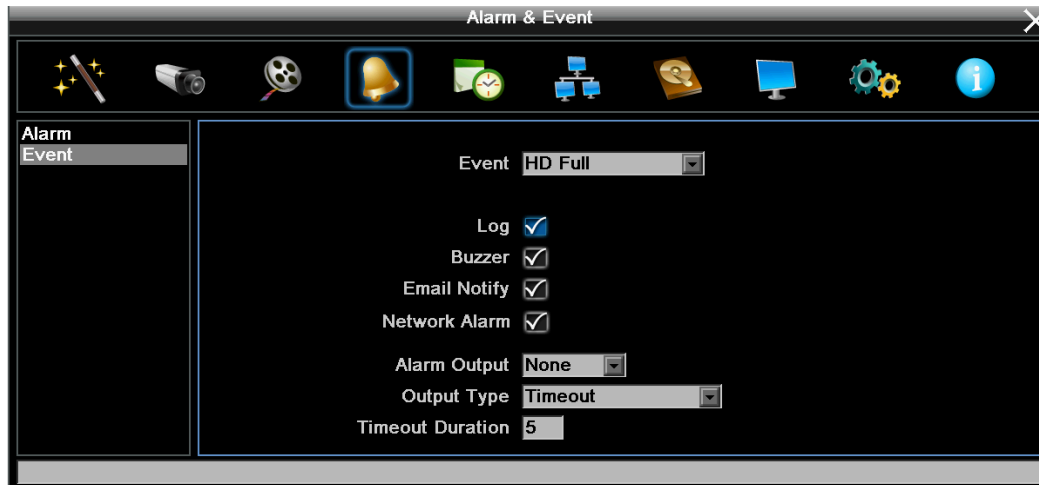 Alarm & Event
Alarm
Event
Event HD Full
Log
Buzzer
Email Notify
Network Alarm
Alarm Output None
Output Type Timeout
Timeout Duration 5